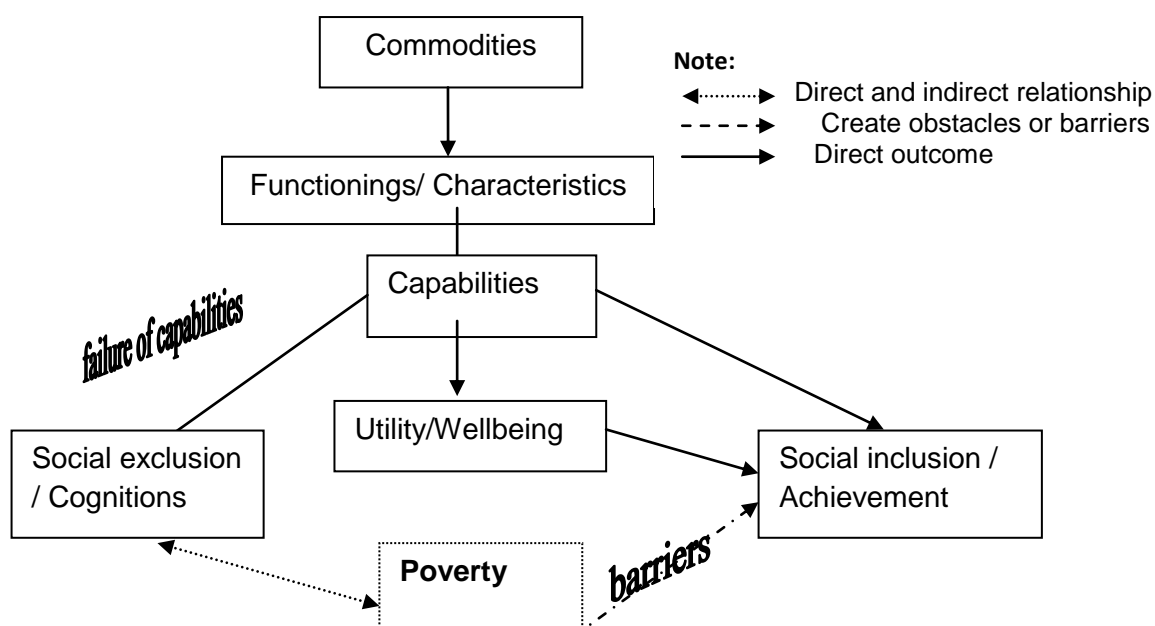 Commodities
Note:
Direct and indirect relationship
Create obstacles or barriers
Direct outcome
Functionings/ Characteristics
Capabilities
failure of capabilities
Utility/Wellbeing
Social exclusion
/ Cognitions
Social inclusion /
Achievement
Poverty
barriers